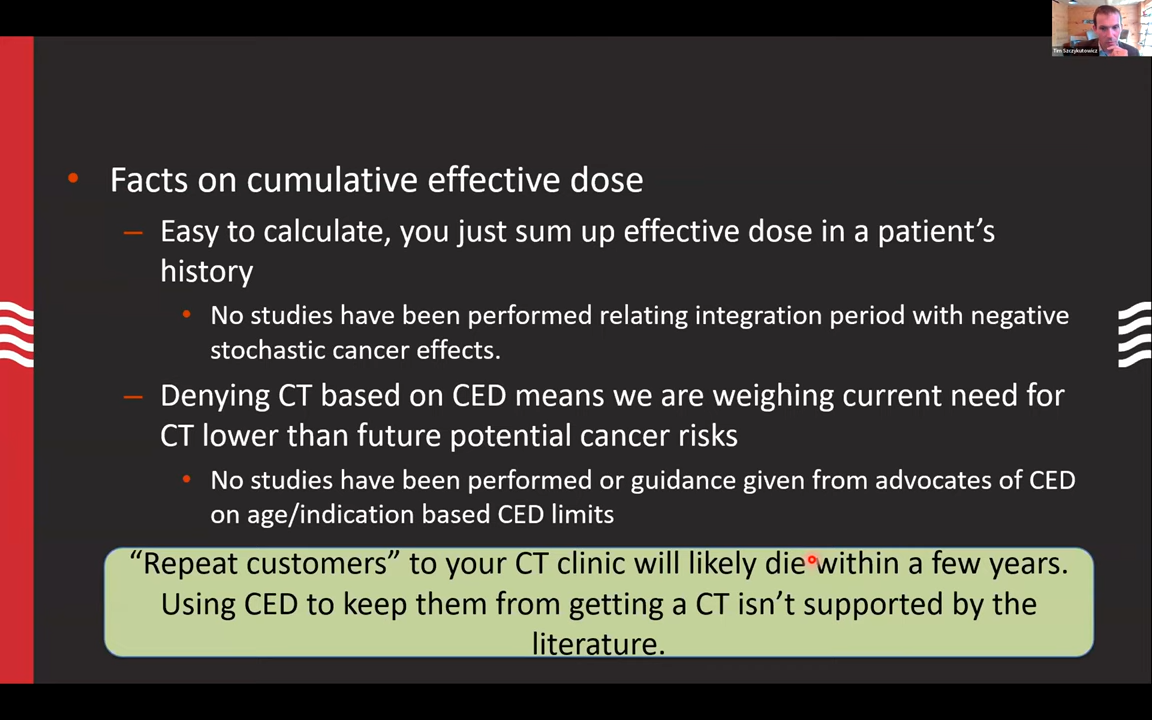 Tim Szczykutowicz
• Facts on cumulative effective dose
– Easy to calculate, you just sum up effective dose in a patient’s
history
• No studies have been performed relating integration period with negative
stochastic cancer effects.
– Denying CT based on CED means we are weighing current need for
CT lower than future potential cancer risks
• No studies have been performed or guidance given from advocates of CED
on age/indication based CED limits
“Repeat customers” to your CT clinic will likely die within a few years.
Using CED to keep them from getting a CT isn’t supported by the
literature.